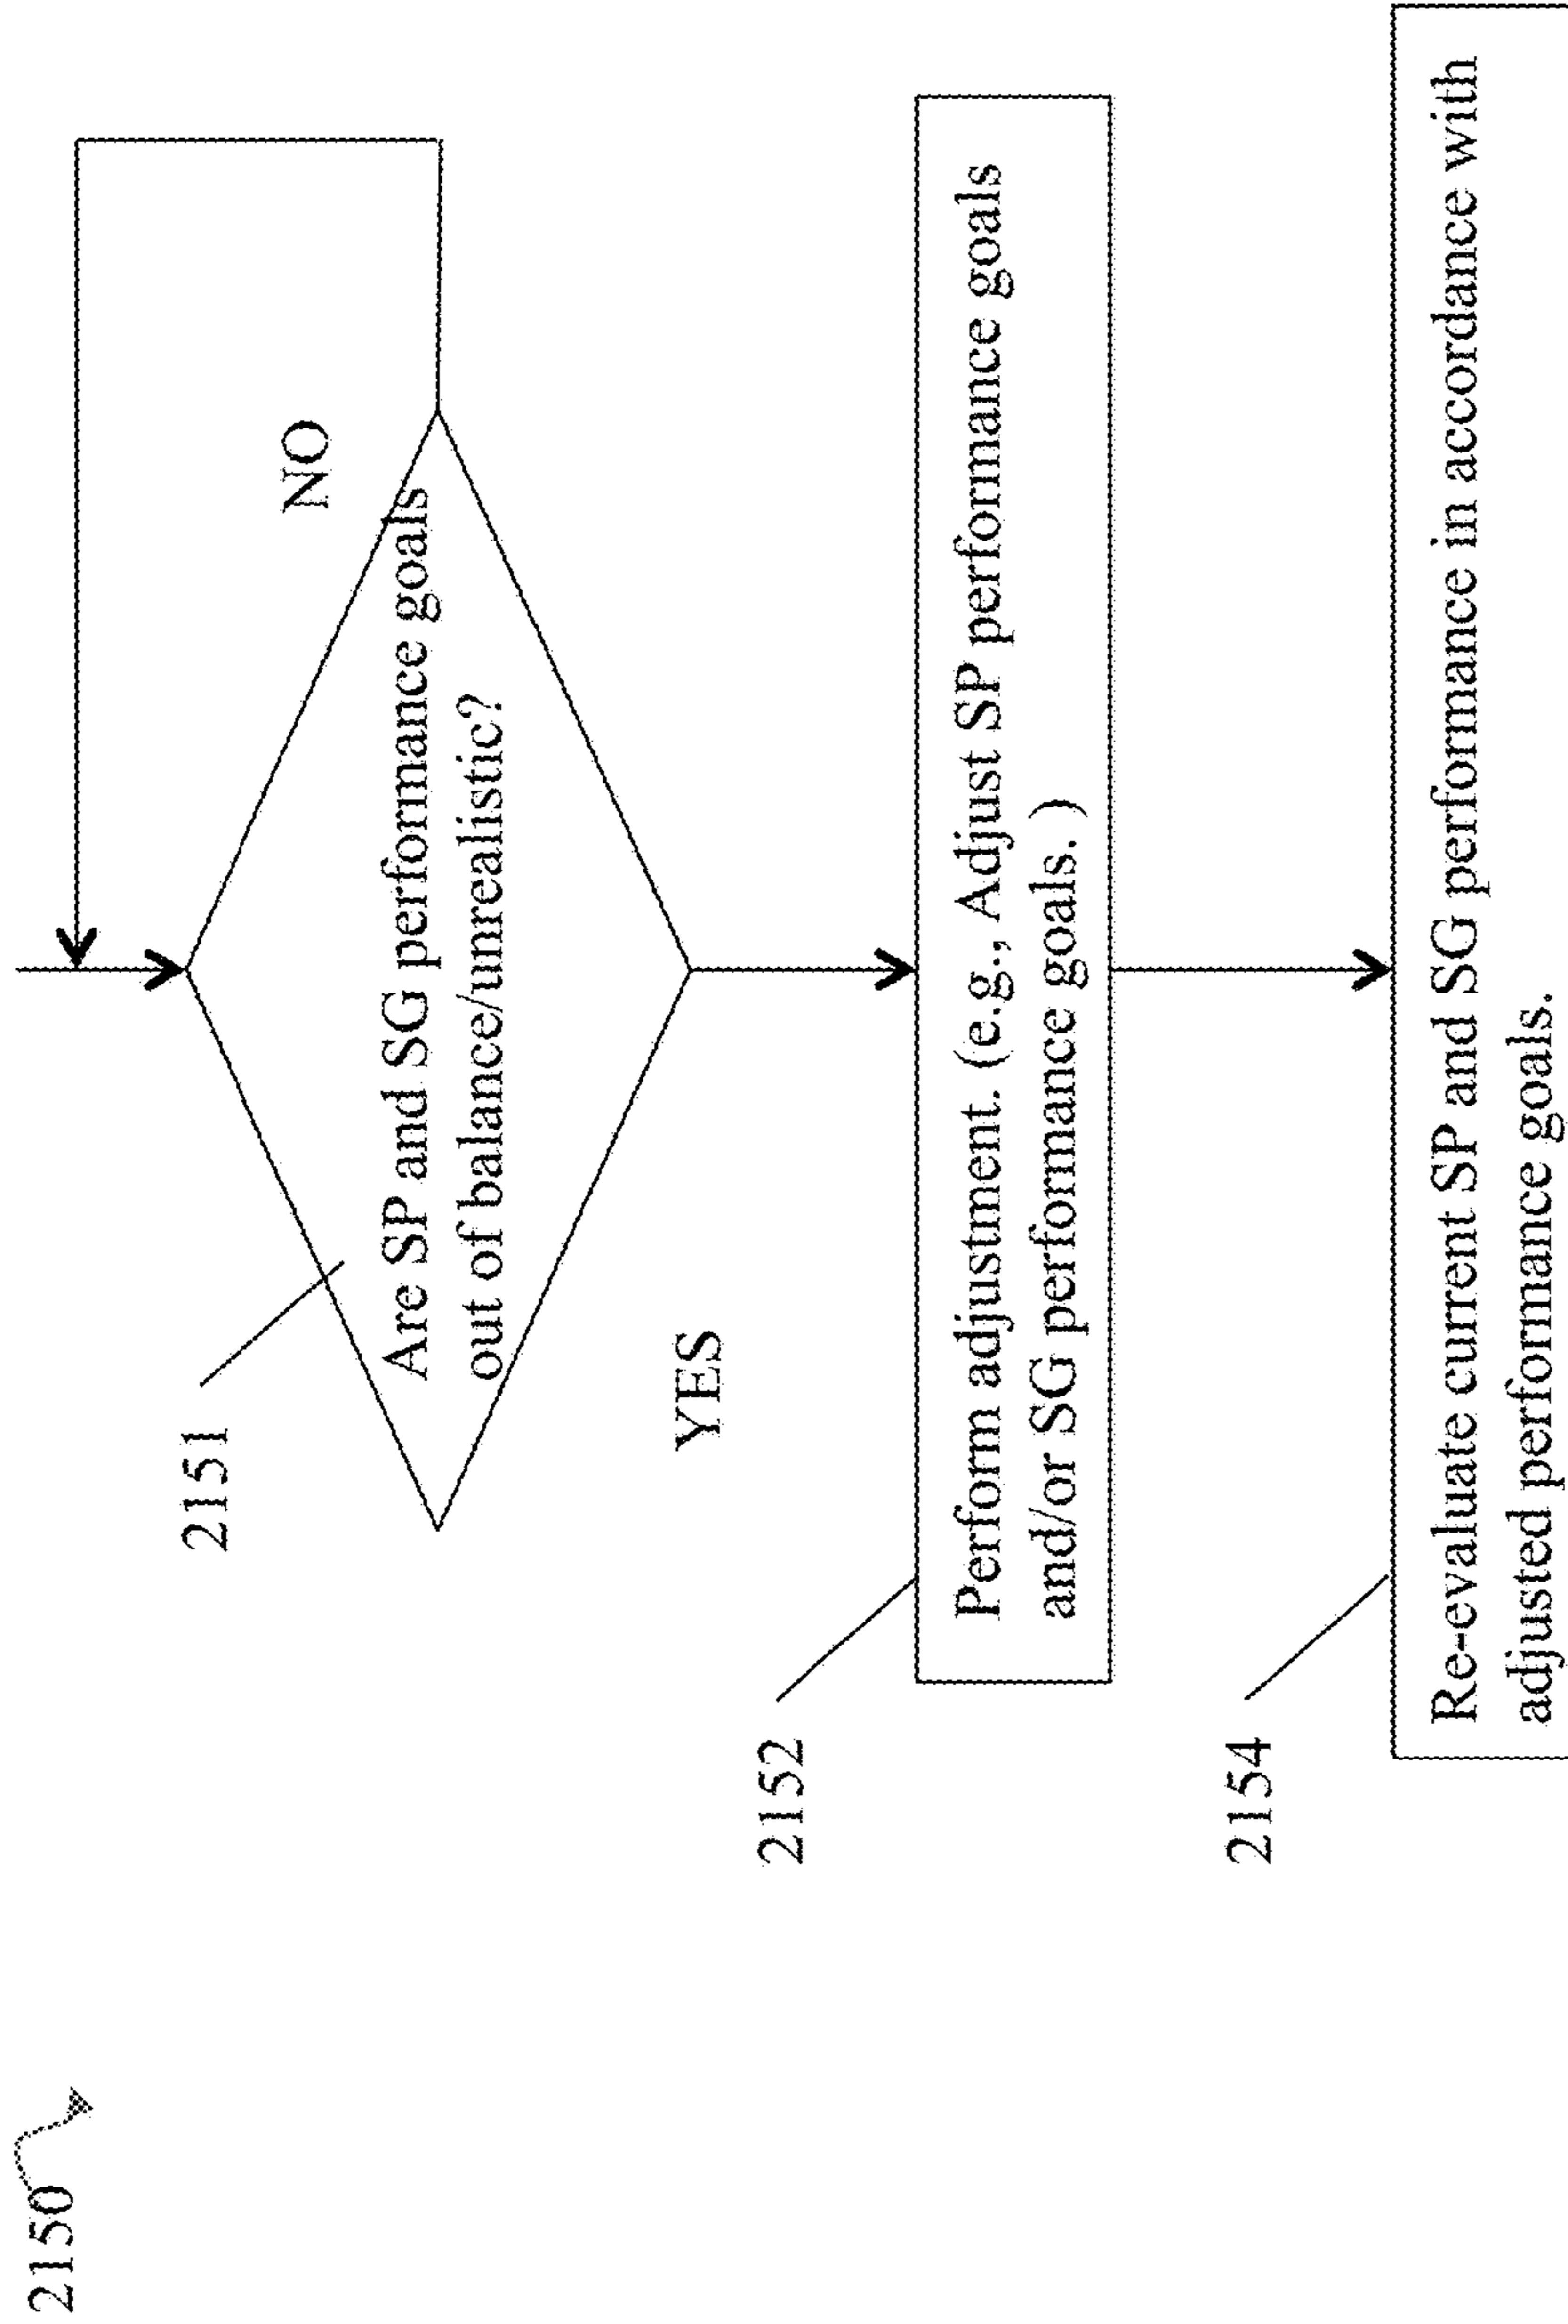 2150
2151
NO
Are SP and SG performance goals
out of balance/unrealistic?
YES
2152
Perform adjustment. (e.g., Adjust SP performance goals
and/or SG performance goals. )
2154
Re-evaluate current SP and SG performance in accordance with
adjusted performance goals.